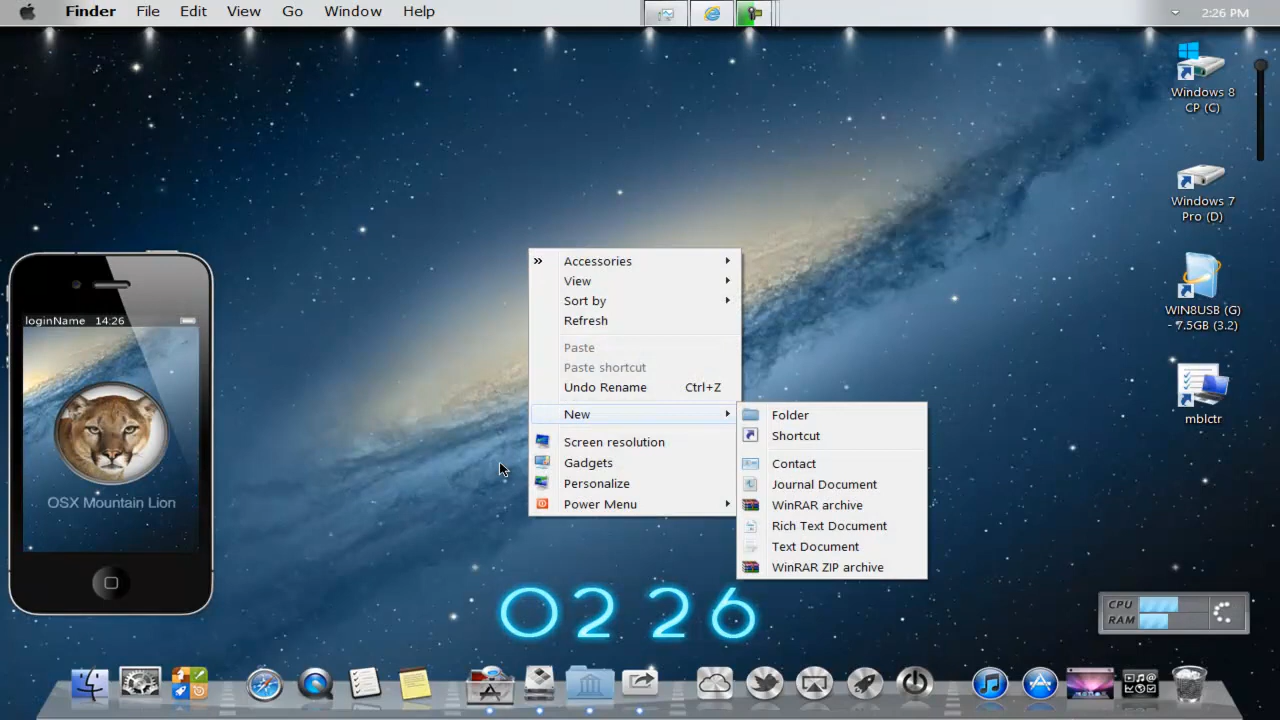 Finder File Edit View Go Window Help
2:26 PM
Windows 8
CP (C)
Windows 7
Pro (D)
WIN8USB (G)
- 7.5GB (3.2)
mblctr
loginName 14:26
OSX Mountain Lion
» Accessories
View
Sort by
Refresh
Paste
Paste shortcut
Undo Rename Ctrl+Z
New
Screen resolution
Gadgets
Personalize
Power Menu
Folder
Shortcut
Contact
Journal Document
WinRAR archive
Rich Text Document
Text Document
WinRAR ZIP archive
02 26
CPU
RAM